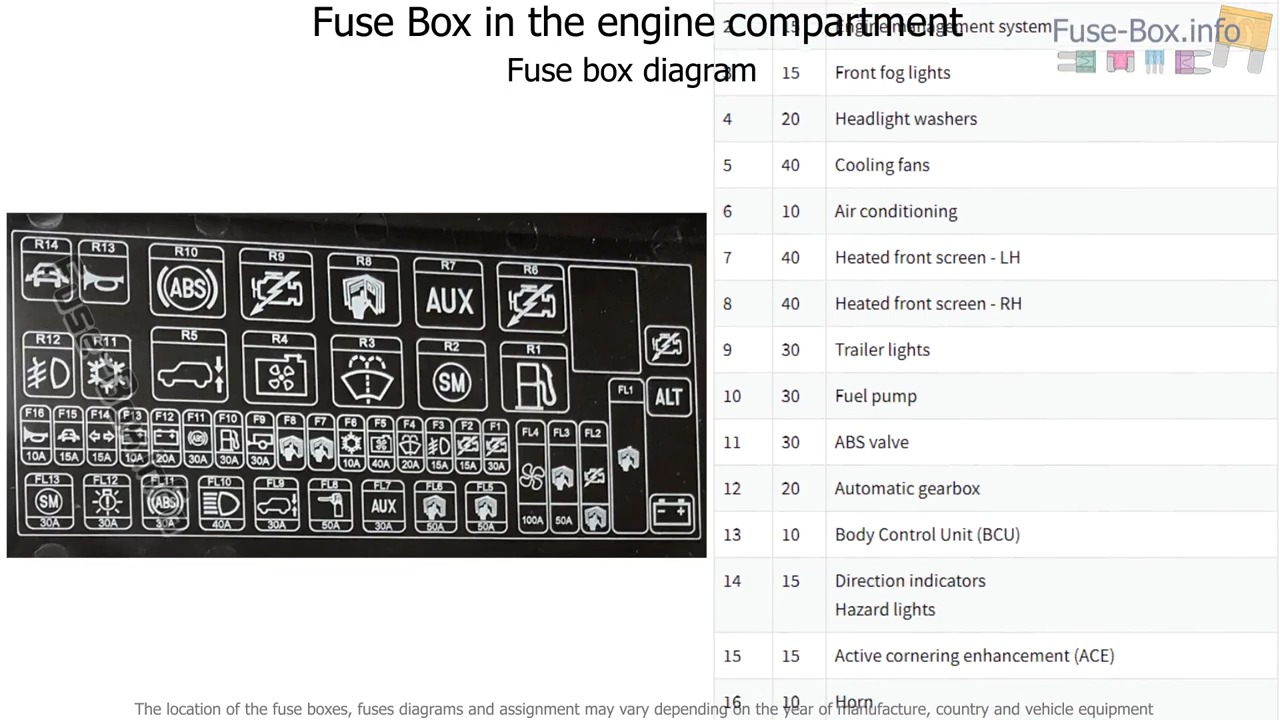 Fuse Box in the engine compartment
Fuse box diagram
Fuse-Box.info
2 15 Engine management system
3 15 Front fog lights
4 20 Headlight washers
5 40 Cooling fans
6 10 Air conditioning
7 40 Heated front screen - LH
8 40 Heated front screen - RH
9 30 Trailer lights
10 30 Fuel pump
11 30 ABS valve
12 20 Automatic gearbox
13 10 Body Control Unit (BCU)
14 15 Direction indicators
Hazard lights
15 15 Active cornering enhancement (ACE)
16 10 Horn
R14 R13 R10 R9 R8 R7 R6
ABS AUX
R12 R11 R5 R4 R3 R2 R1
SM
FL1 ALT
F16 F15 F14 F13 F12 F11 F10 F9 F8 F7 F6 F5 F4 F3 F2 F1
ABS
10A 15A 15A 10A 20A 30A 30A 30A 10A 40A 20A 15A 15A 30A
FL4 FL3 FL2
100A 50A
FL13 FL12 FL11 FL10 FL9 FL8 FL7 FL6 FL5
SM ABS AUX
30A 30A 30A 40A 30A 50A 30A 50A 50A
The location of the fuse boxes, fuses diagrams and assignment may vary depending on the year of manufacture, country and vehicle equipment